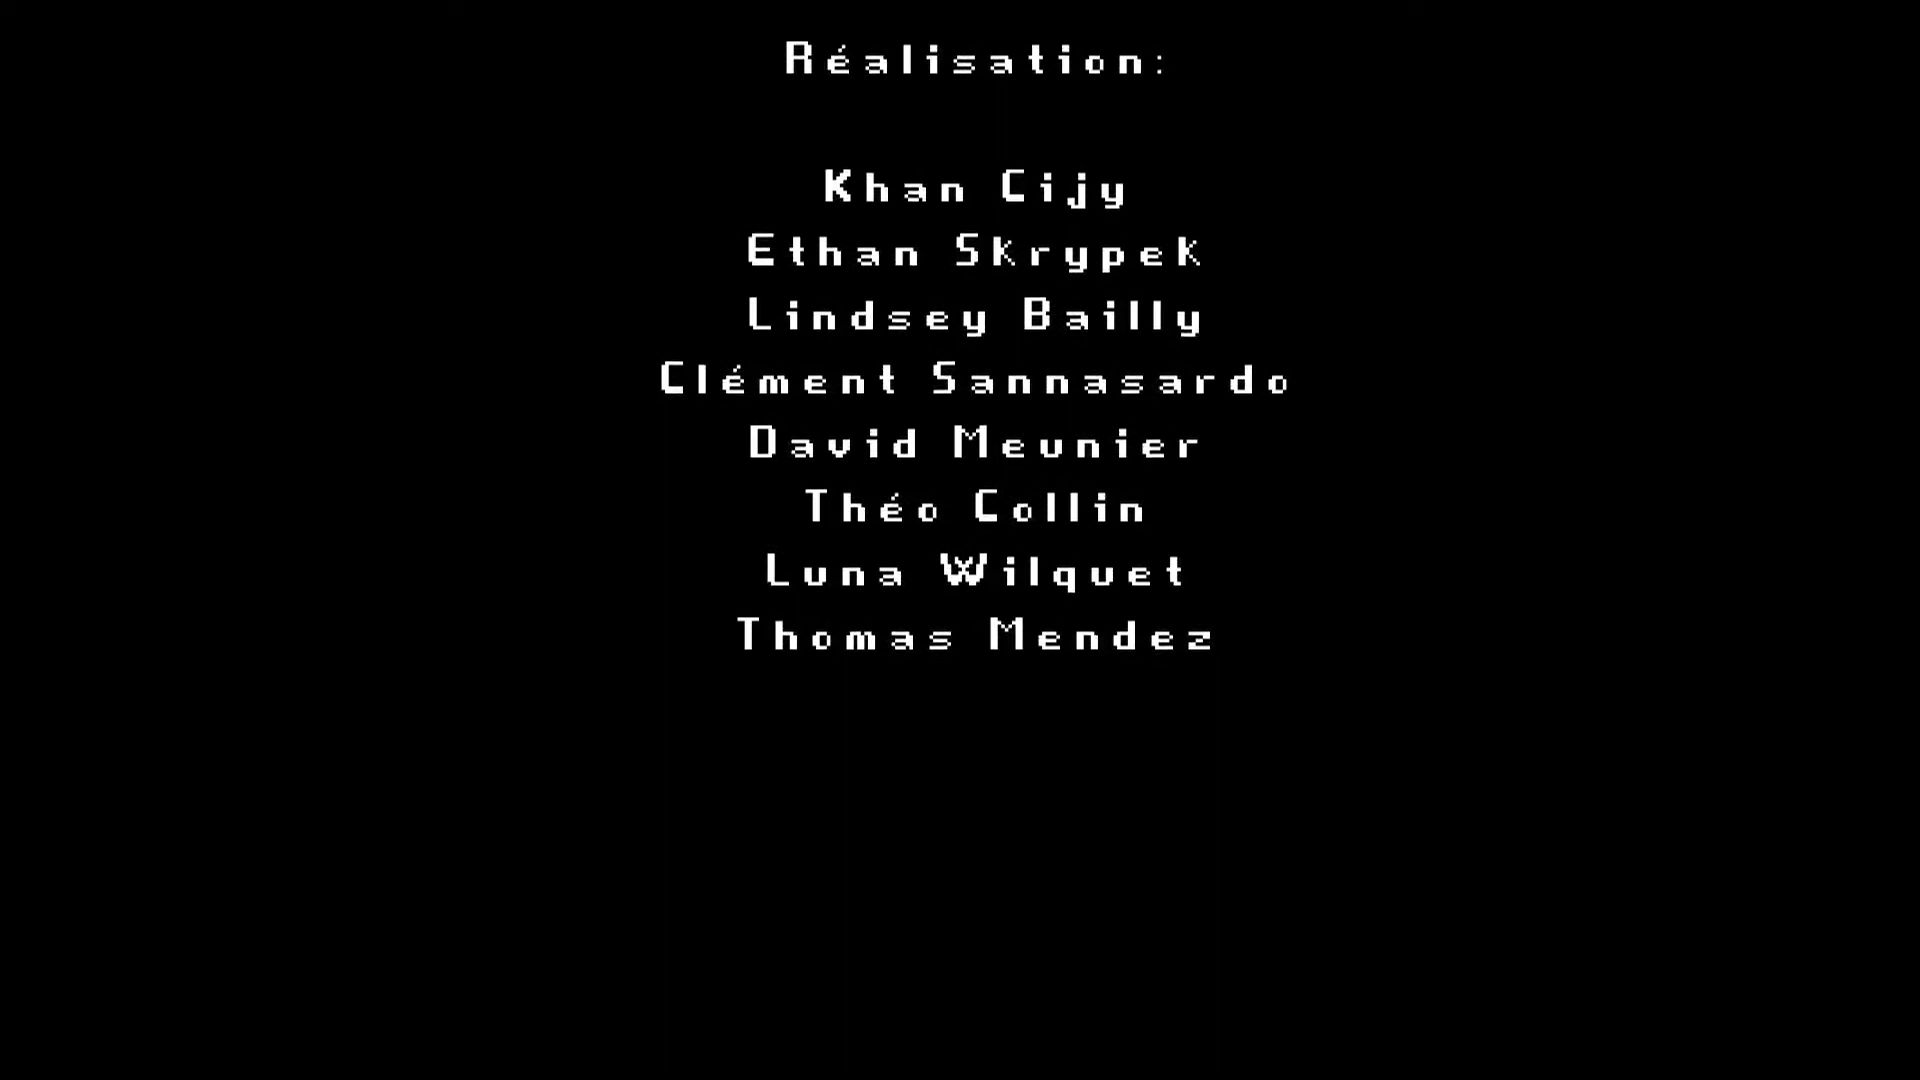 Réalisation:
Khan Cijy
Ethan Skrypek
Lindsey Bailly
Clément Sannasardo
David Meunier
Théo Collin
Luna Wilquet
Thomas Mendez